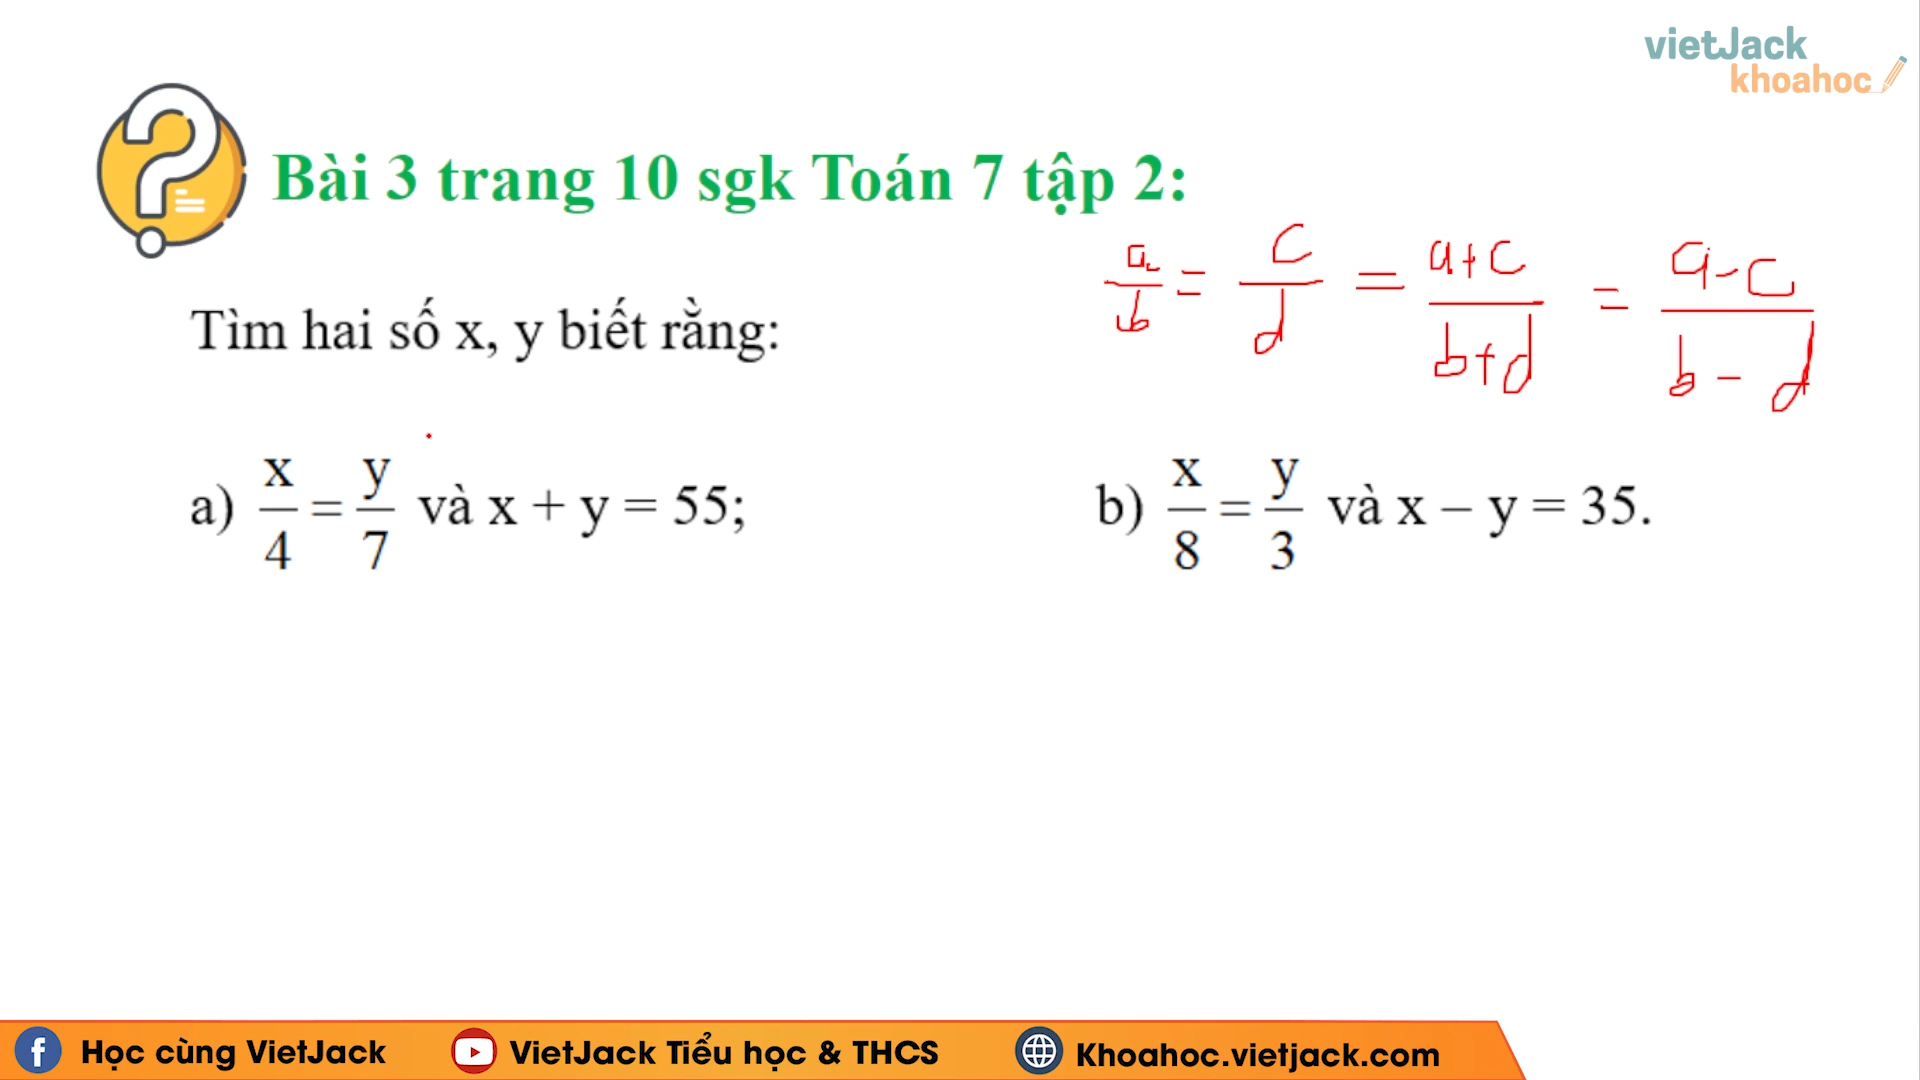 vietJack
khoahoc
Bài 3 trang 10 sgk Toán 7 tập 2:
a/b = c/d = a+c/b+d = a-c/b-d
Tìm hai số x, y biết rằng:
a) x/4 = y/7 và x + y = 55;
b) x/8 = y/3 và x – y = 35.
Học cùng VietJack
VietJack Tiểu học & THCS
Khoahoc.vietjack.com